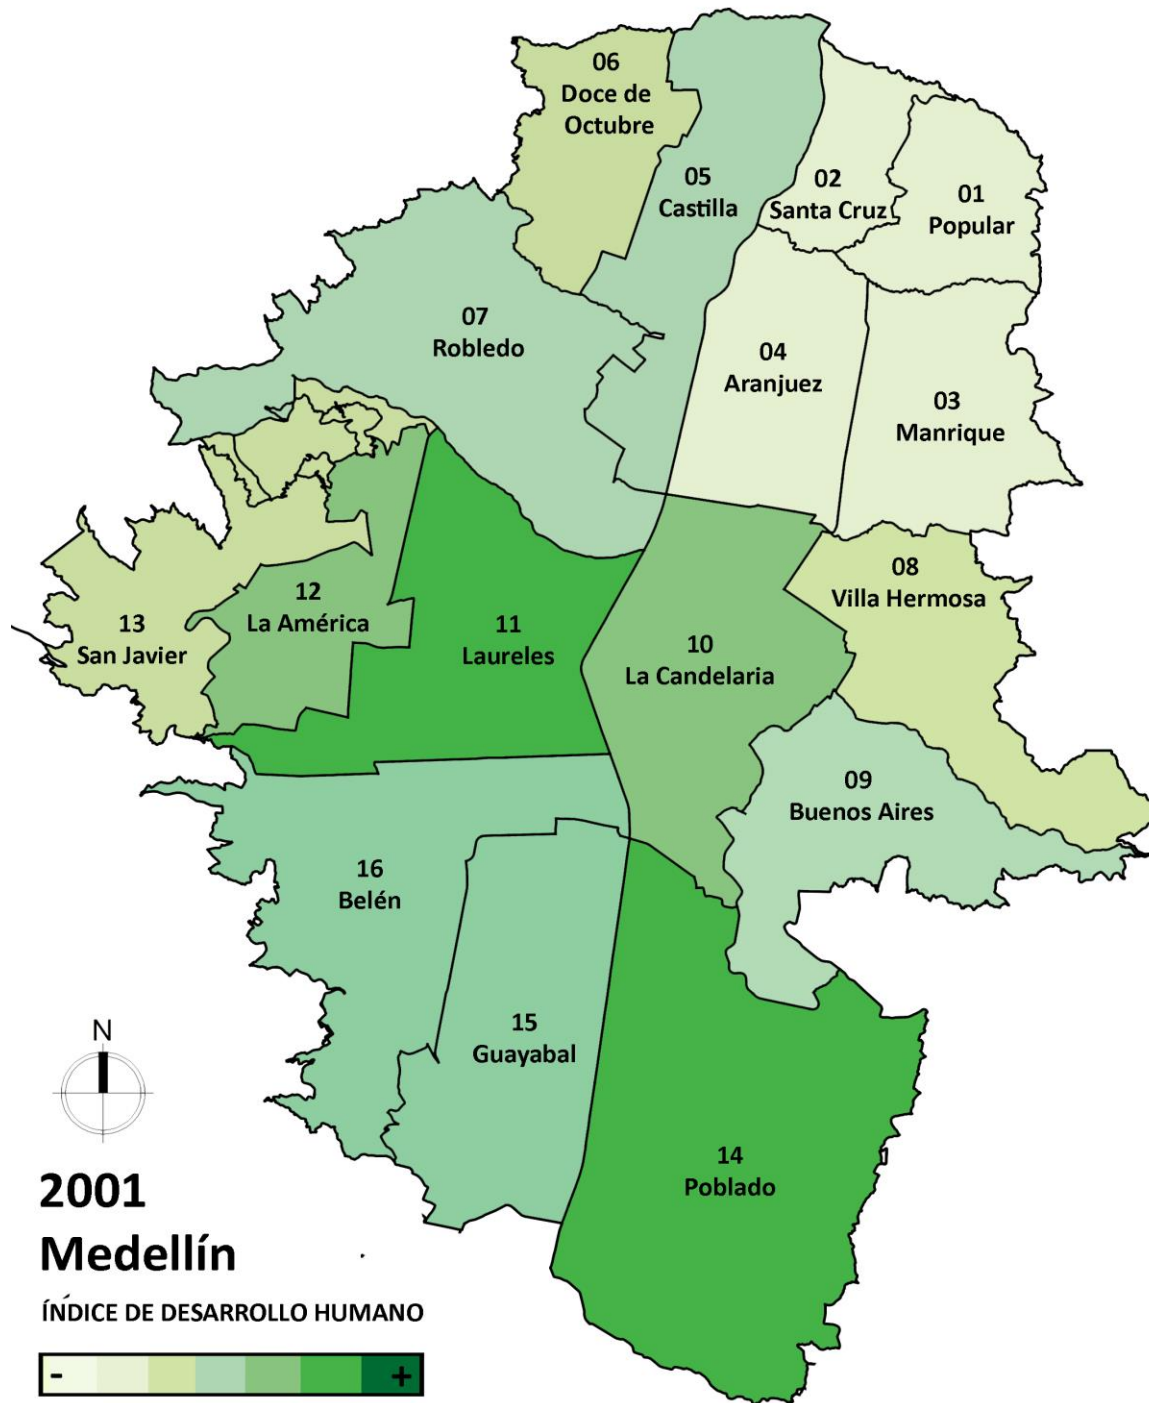 06
Doce de
Octubre
05
Castilla
02
Santa Cruz
01
Popular
07
Robledo
04
Aranjuez
03
Manrique
08
Villa Hermosa
12
La América
13
San Javier
11
Laureles
10
La Candelaria
09
Buenos Aires
16
Belén
15
Guayabal
14
Poblado
N
2001
Medellín
ÍNDICE DE DESARROLLO HUMANO
- +